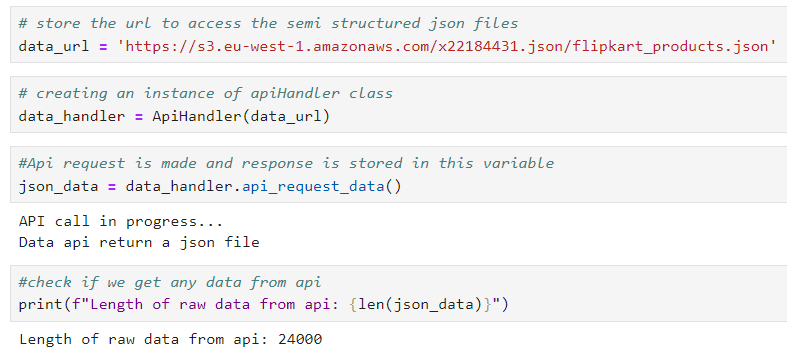 # store the url to access the semi structured json files
data_url = 'https://s3.eu-west-1.amazonaws.com/x22184431.json/flipkart_products.json'
# creating an instance of apiHandler class
data_handler = ApiHandler(data_url)
#Api request is made and response is stored in this variable
json_data = data_handler.api_request_data()
API call in progress...
Data api return a json file
#check if we get any data from api
print(f"Length of raw data from api: {len(json_data)}")
Length of raw data from api: 24000